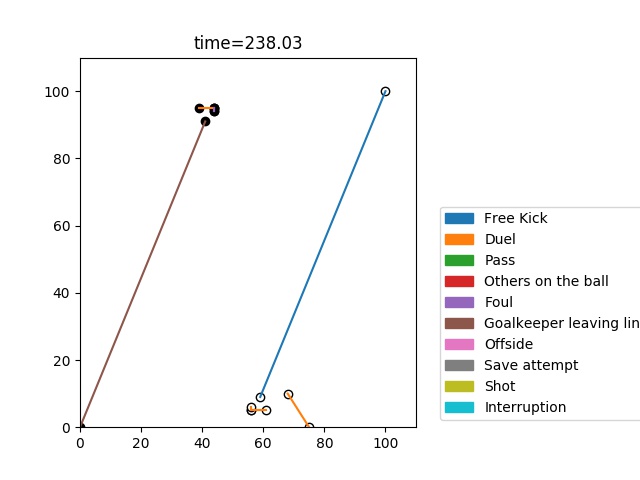 time=238.03
100
80
60
40
20
0
0 20 40 60 80 100
Free Kick
Duel
Pass
Others on the ball
Foul
Goalkeeper leaving lin
Offside
Save attempt
Shot
Interruption